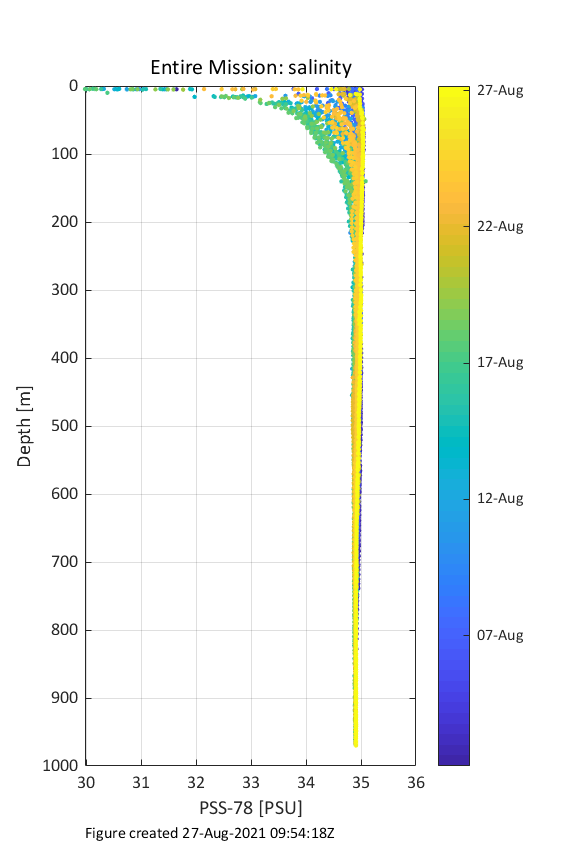 Entire Mission: salinity
0
100
200
300
400
500
600
700
800
900
1000
Depth [m]
30 31 32 33 34 35 36
PSS-78 [PSU]
27-Aug
22-Aug
17-Aug
12-Aug
07-Aug
Figure created 27-Aug-2021 09:54:18Z